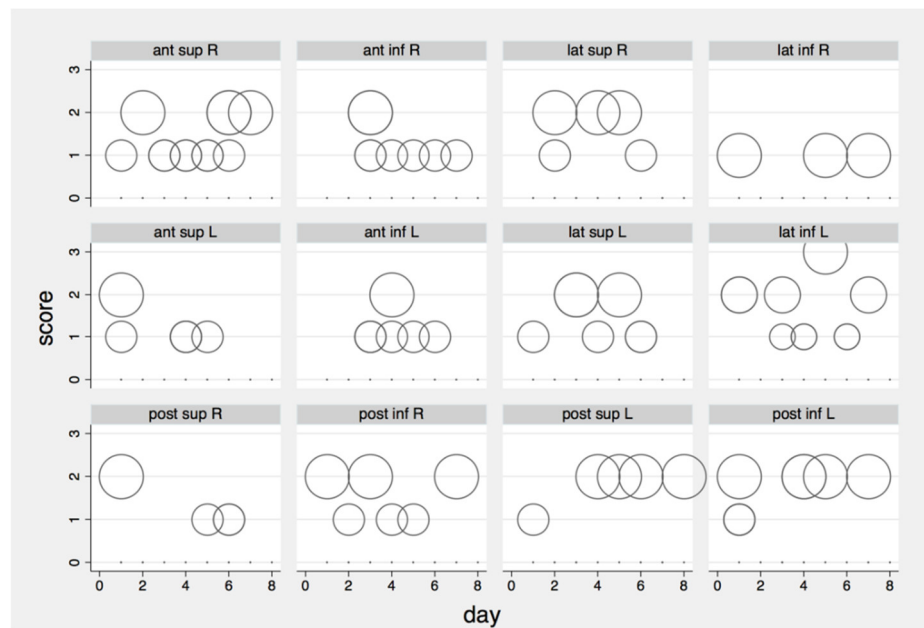 ant sup R ant inf R lat sup R lat inf R
3
2
1
0
ant sup L ant inf L lat sup L lat inf L
3
2
1
0
score
post sup R post inf R post sup L post inf L
3
2
1
0
0 2 4 6 8 0 2 4 6 8 0 2 4 6 8 0 2 4 6 8
day